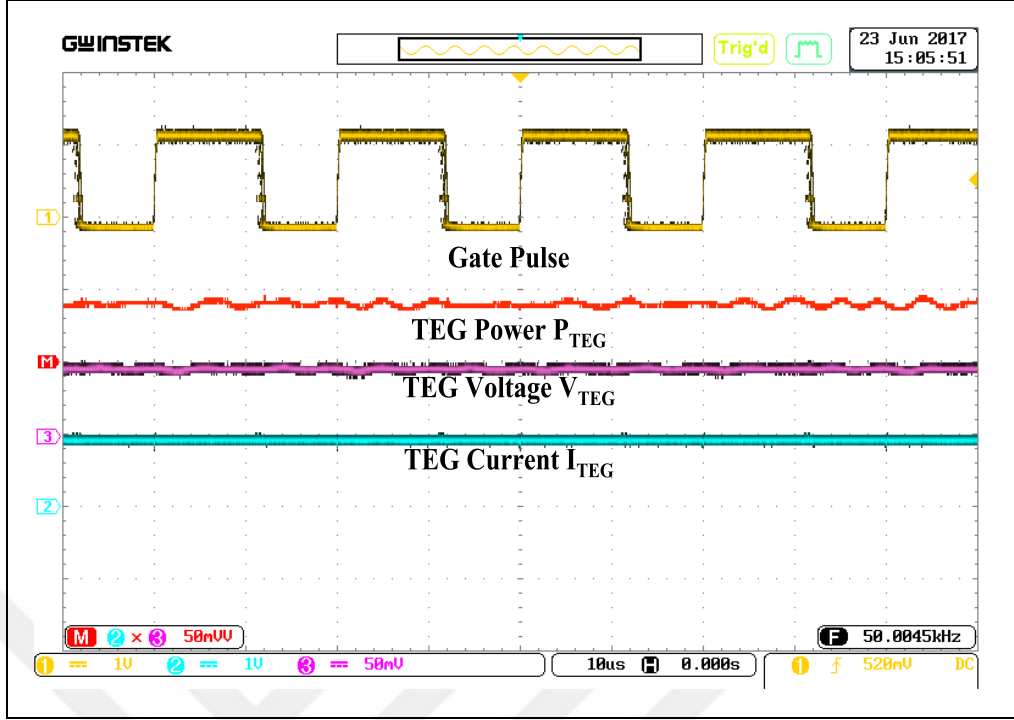 GWINSTEK
Trig'd
23 Jun 2017
15:05:51
1
Gate Pulse
TEG Power PTEG
M
TEG Voltage VTEG
3
TEG Current ITEG
2
M 2 × 3 50mVV
F 50.0045kHz
1 1V 2 1V 3 50mV
10us H 0.000s
1 520mV DC